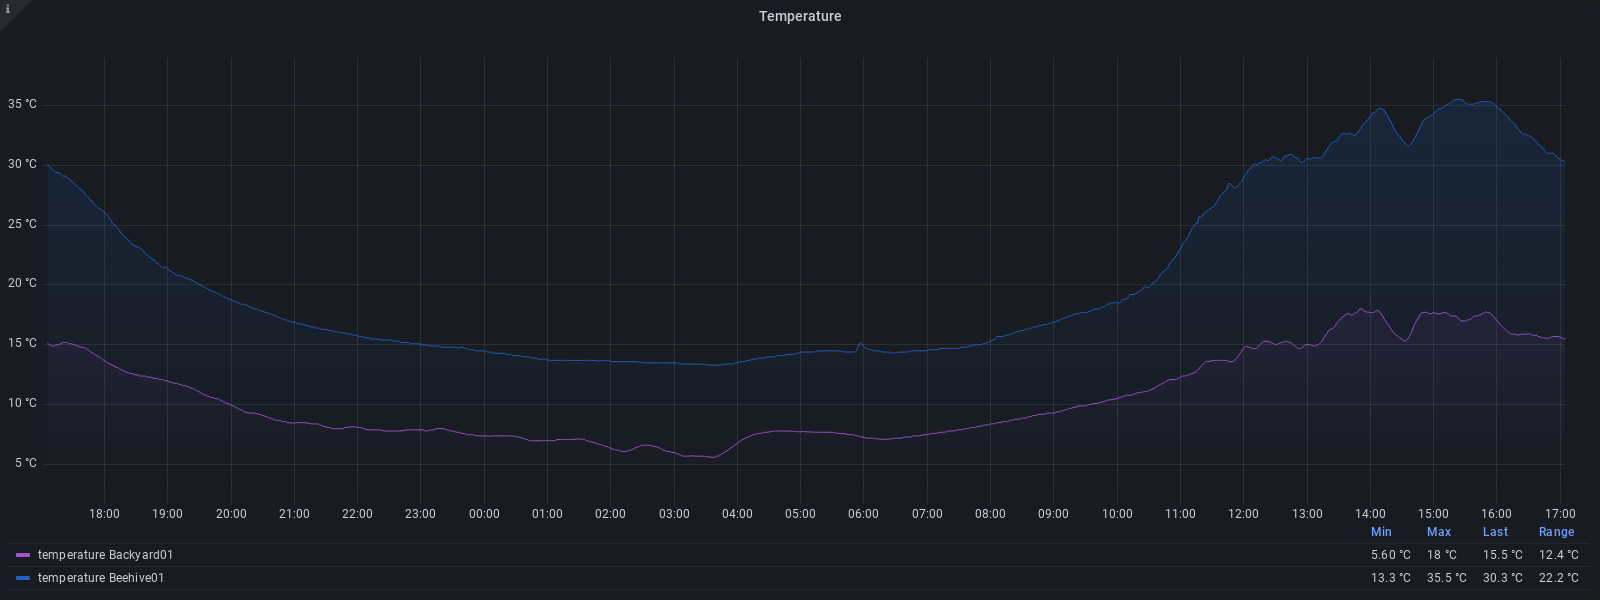 i
Temperature
35 °C
30 °C
25 °C
20 °C
15 °C
10 °C
5 °C
18:00 19:00 20:00 21:00 22:00 23:00 00:00 01:00 02:00 03:00 04:00 05:00 06:00 07:00 08:00 09:00 10:00 11:00 12:00 13:00 14:00 15:00 16:00 17:00
Min Max Last Range
temperature Backyard01 5.60 °C 18 °C 15.5 °C 12.4 °C
temperature Beehive01 13.3 °C 35.5 °C 30.3 °C 22.2 °C